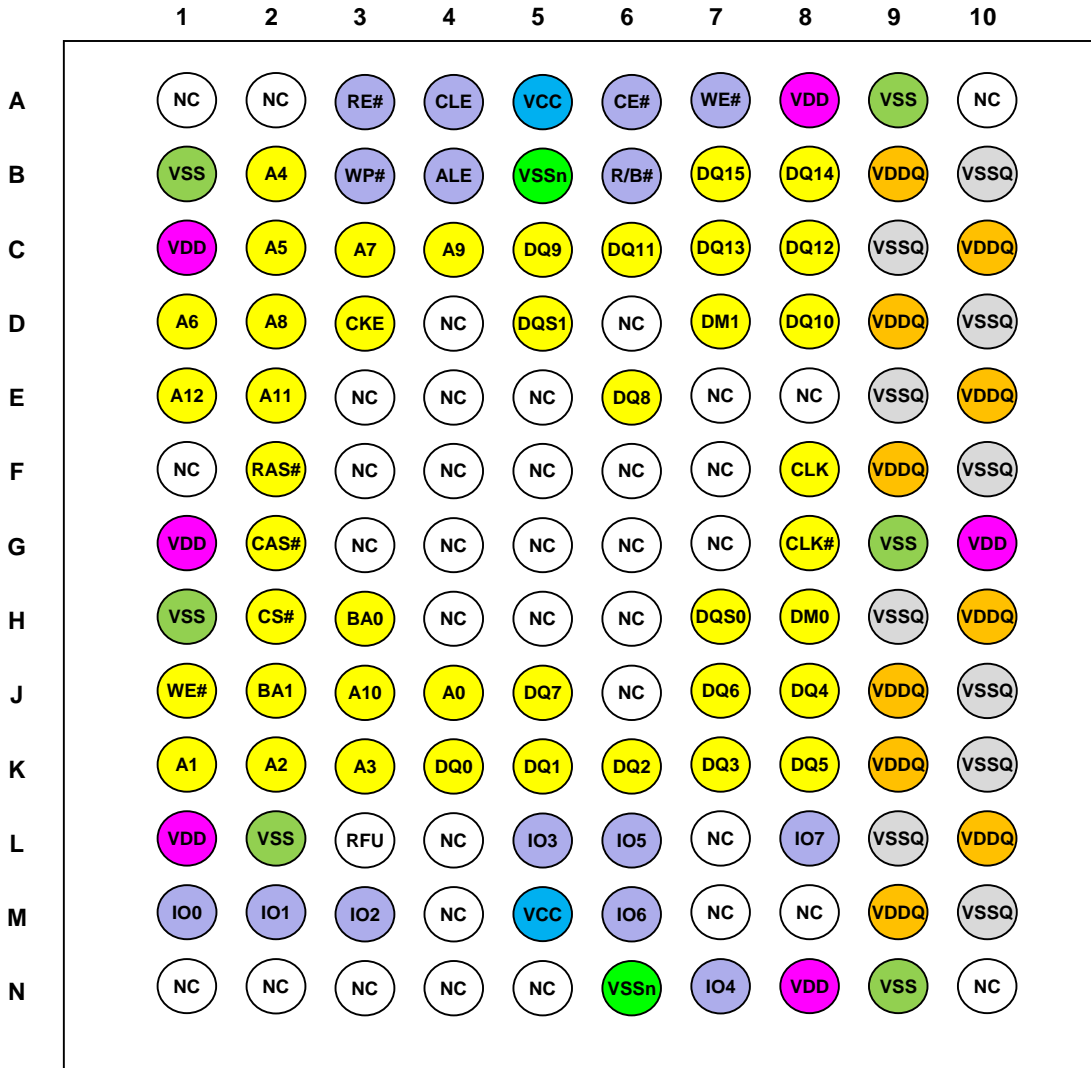 1 2 3 4 5 6 7 8 9 10
A NC NC RE# CLE VCC CE# WE# VDD VSS NC
B VSS A4 WP# ALE VSSn R/B# DQ15 DQ14 VDDQ VSSQ
C VDD A5 A7 A9 DQ9 DQ11 DQ13 DQ12 VSSQ VDDQ
D A6 A8 CKE NC DQS1 NC DM1 DQ10 VDDQ VSSQ
E A12 A11 NC NC NC DQ8 NC NC VSSQ VDDQ
F NC RAS# NC NC NC NC NC CLK VDDQ VSSQ
G VDD CAS# NC NC NC NC NC CLK# VSS VDD
H VSS CS# BA0 NC NC NC DQS0 DM0 VSSQ VDDQ
J WE# BA1 A10 A0 DQ7 NC DQ6 DQ4 VDDQ VSSQ
K A1 A2 A3 DQ0 DQ1 DQ2 DQ3 DQ5 VDDQ VSSQ
L VDD VSS RFU NC IO3 IO5 NC IO7 VSSQ VDDQ
M IO0 IO1 IO2 NC VCC IO6 NC NC VDDQ VSSQ
N NC NC NC NC NC VSSn IO4 VDD VSS NC